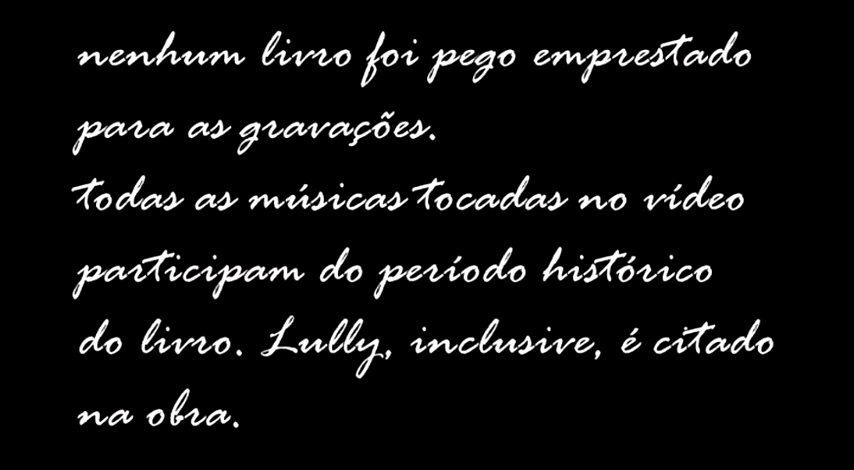 nenhum livro foi pego emprestado
para as gravações.
todas as músicas tocadas no vídeo
participam do período histórico
do livro. Lully, inclusive, é citado
na obra.